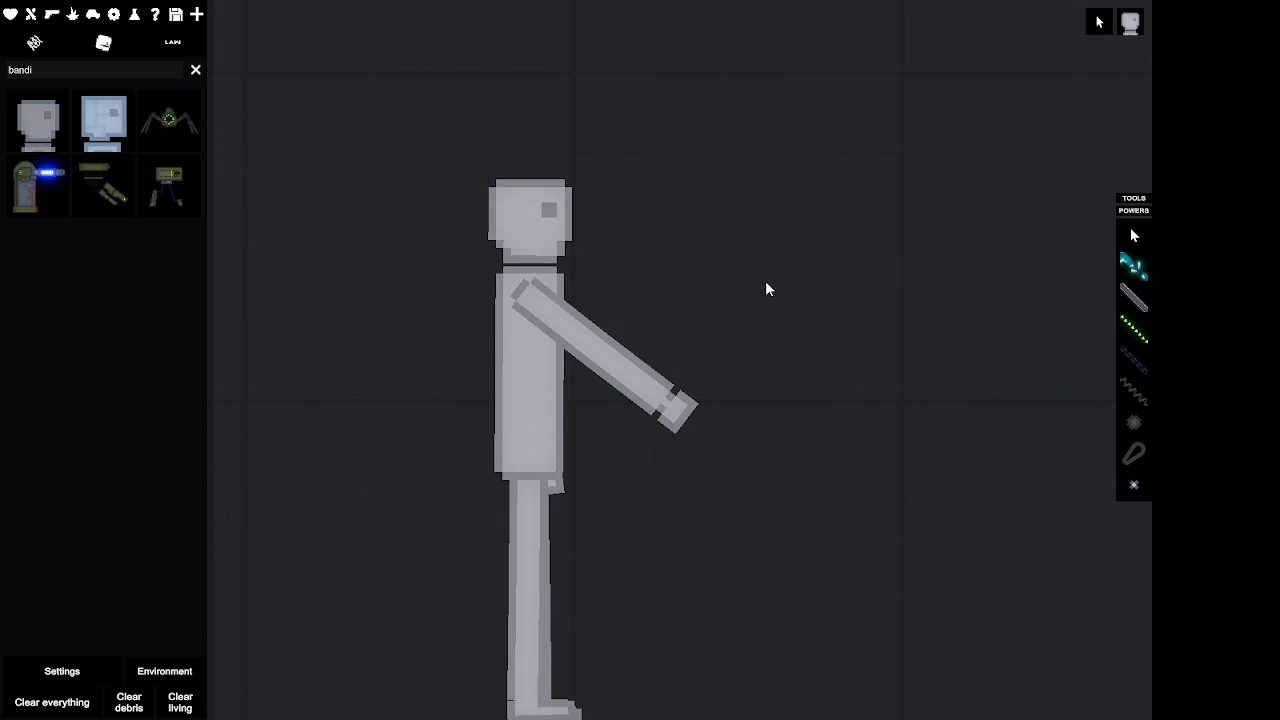 bandi
TOOLS
POWERS
Settings
Environment
Clear everything
Clear
debris
Clear
living